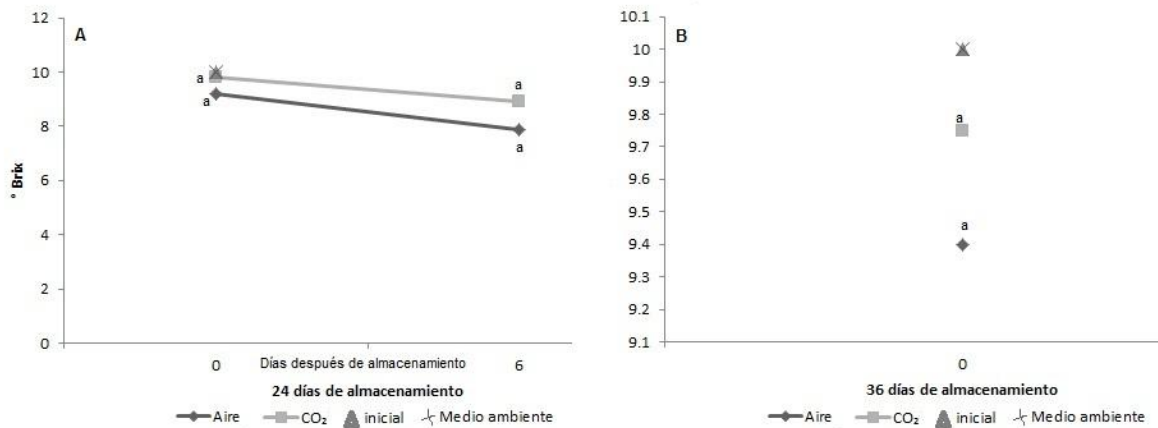 A
° Brix
12
10
8
6
4
2
0
a
a
a
a
0
Días después de almacenamiento
6
24 días de almacenamiento
Aire
CO₂
inicial
Medio ambiente
B
10.1
10
9.9
9.8
9.7
9.6
9.5
9.4
9.3
9.2
9.1
a
a
0
36 días de almacenamiento
Aire
CO₂
inicial
Medio ambiente